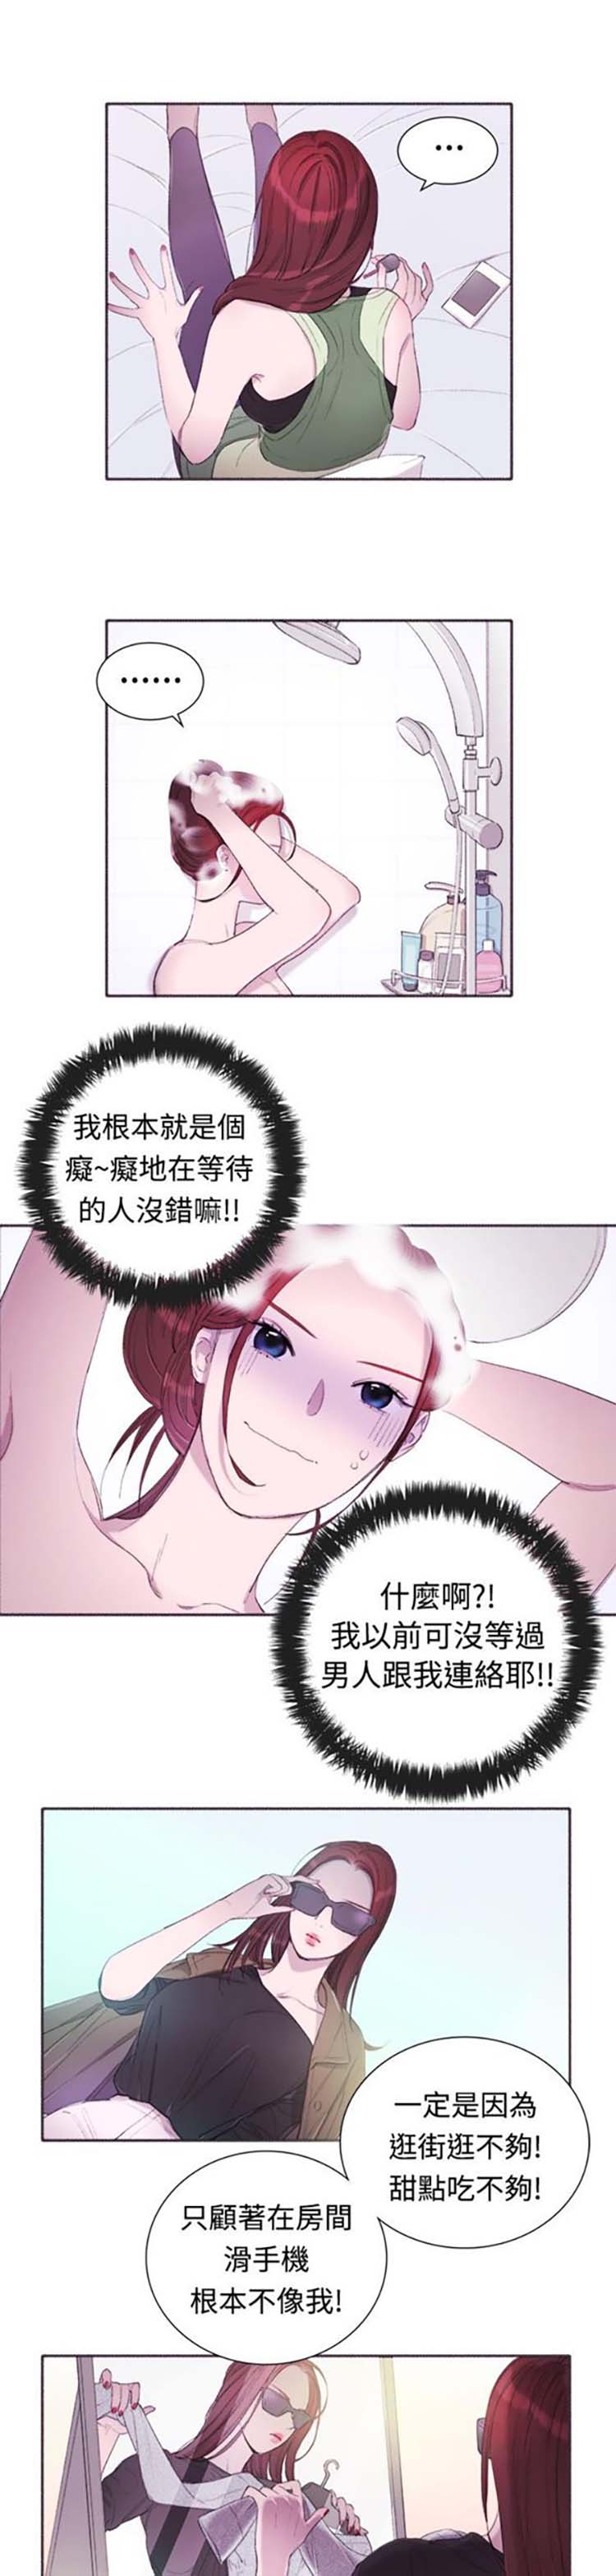 ...
......
我根本就是個
癡~癡地在等待
的人沒錯嘛!!
什麼啊?!
我以前可沒等過
男人跟我連絡耶!!
一定是因為
逛街逛不夠!
甜點吃不夠!
只顧著在房間
滑手機
根本不像我!